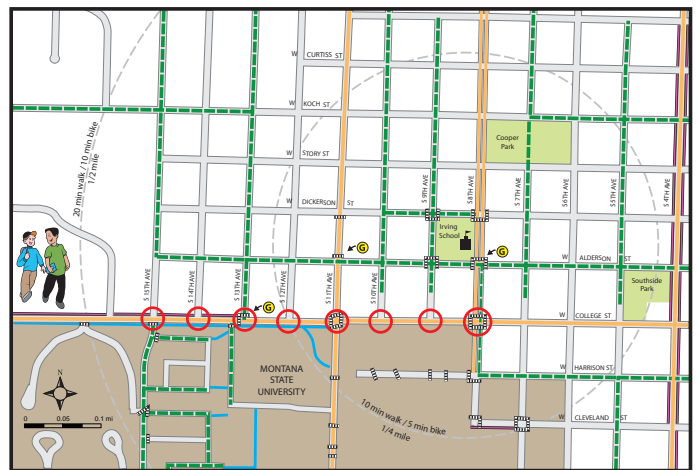 W CURTISS ST
W KOCH ST
W STORY ST
W DICKERSON ST
Cooper
Park
20 min walk / 10 min bike
1/2 mile
S 9TH AVE
S 8TH AVE
S 7TH AVE
S 6TH AVE
S 5TH AVE
S 4TH AVE
Irving
School
G
G
W ALDERSON ST
S 15TH AVE
S 14TH AVE
S 13TH AVE
S 12TH AVE
S 11TH AVE
S 10TH AVE
Southside
Park
G
W COLLEGE ST
MONTANA
STATE
UNIVERSITY
W HARRISON ST
N
0 0.05 0.1 mi
10 min walk / 5 min bike
1/4 mile
W CLEVELAND ST